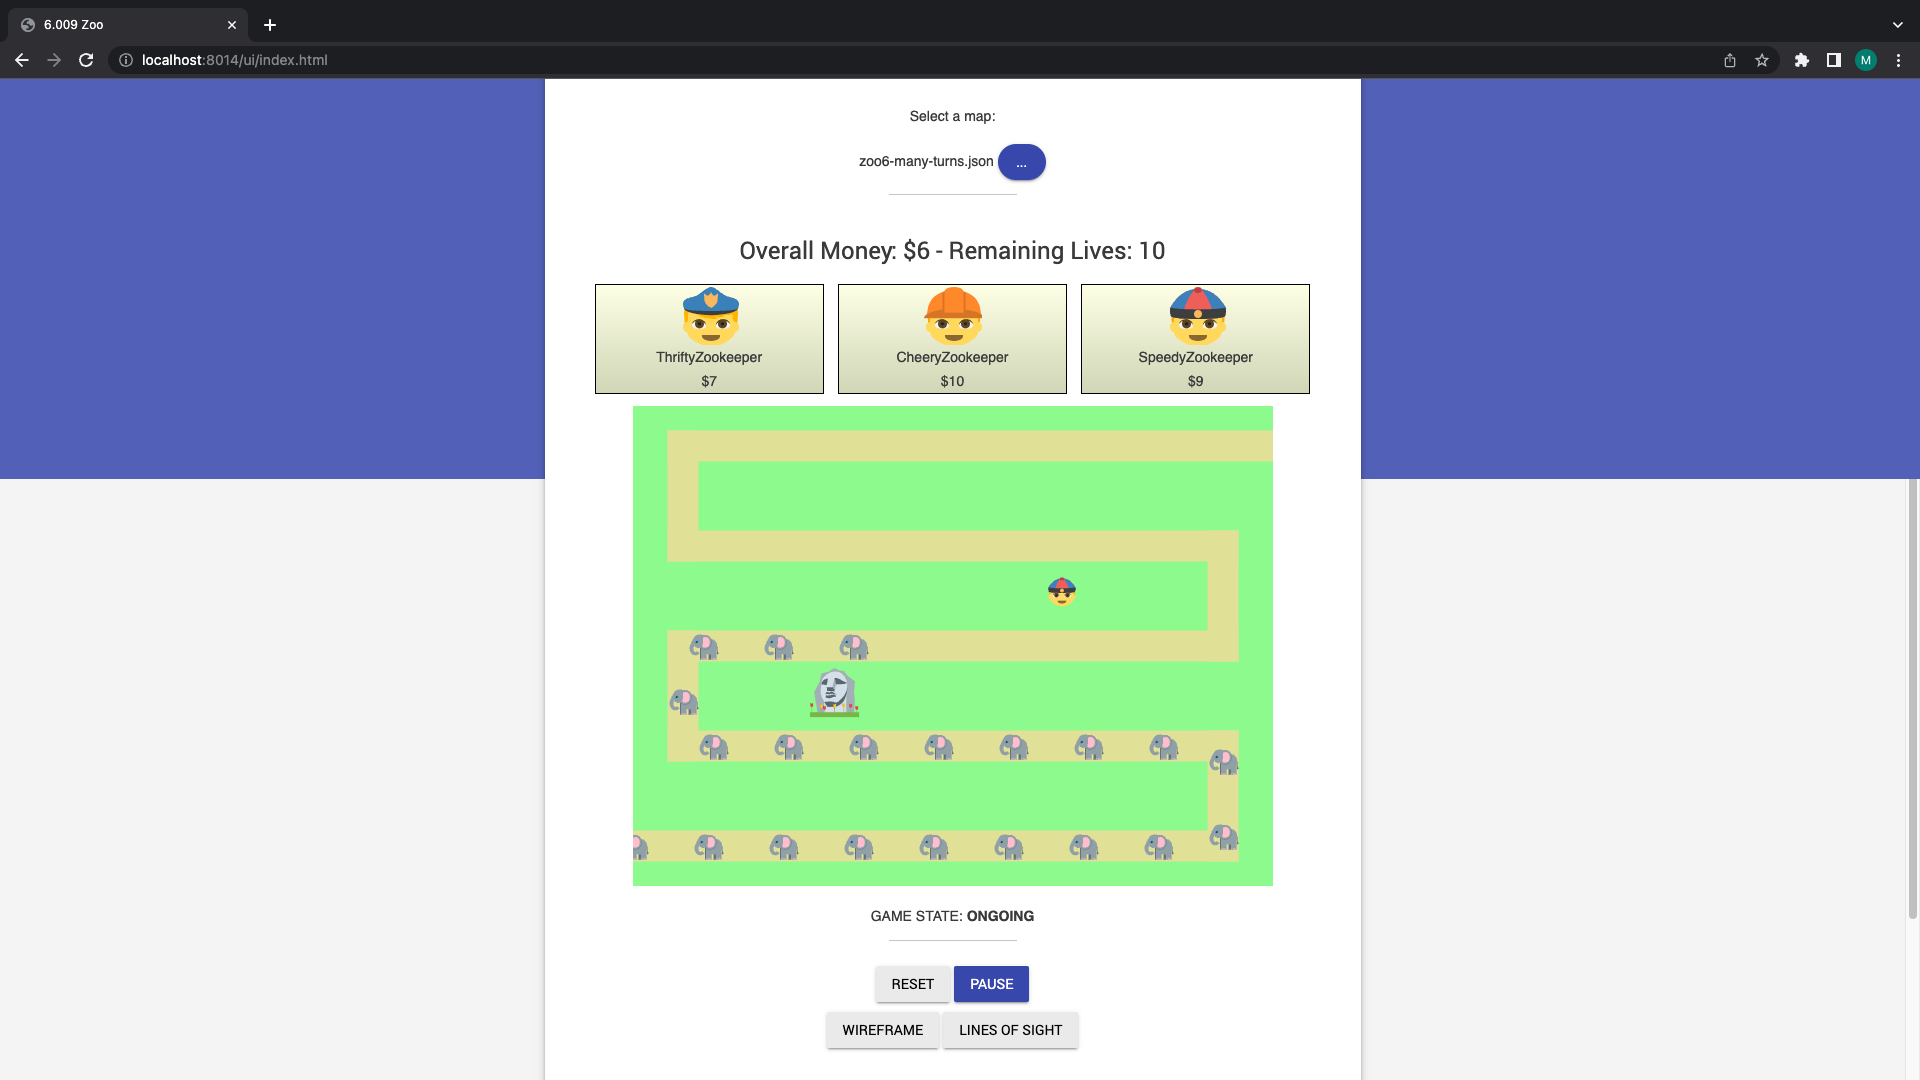 6.009 Zoo
localhost:8014/ui/index.html
M
Select a map:
zoo6-many-turns.json ...
Overall Money: $6 - Remaining Lives: 10
ThriftyZookeeper
$7
CheeryZookeeper
$10
SpeedyZookeeper
$9
GAME STATE: ONGOING
RESET PAUSE
WIREFRAME LINES OF SIGHT